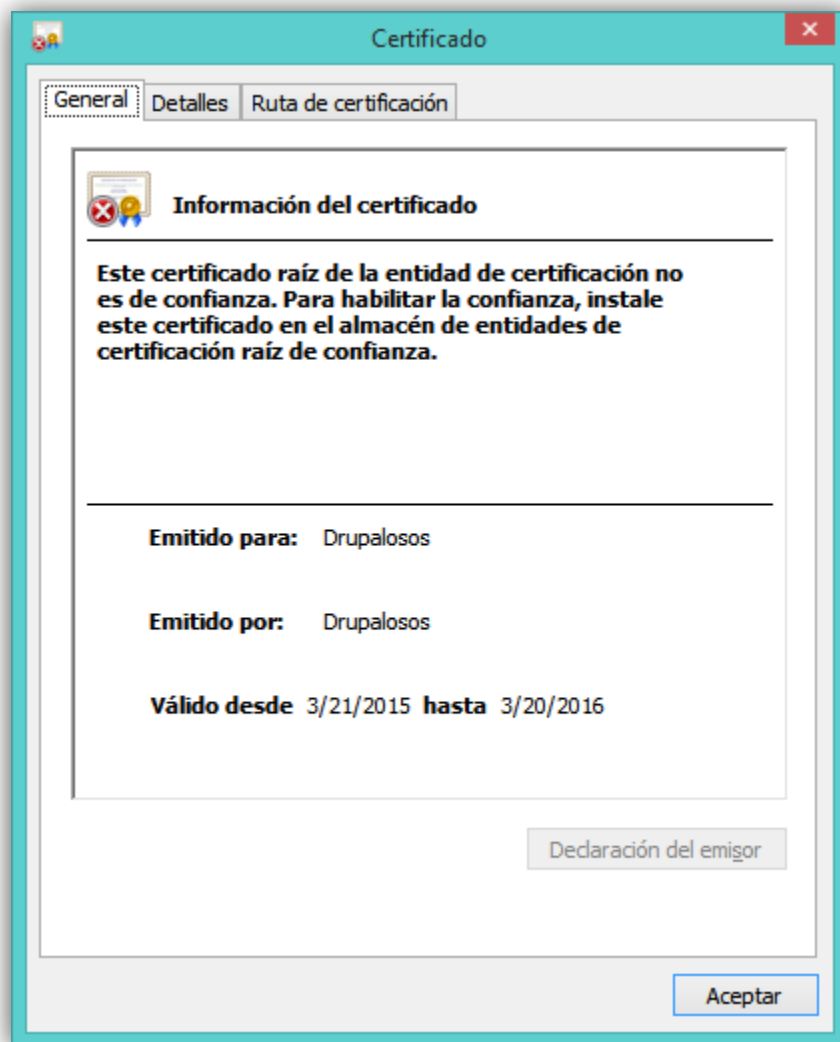 Certificado
General Detalles Ruta de certificación
Información del certificado
Este certificado raíz de la entidad de certificación no
es de confianza. Para habilitar la confianza, instale
este certificado en el almacén de entidades de
certificación raíz de confianza.
Emitido para: Drupalosos
Emitido por: Drupalosos
Válido desde 3/21/2015 hasta 3/20/2016
Declaración del emisor
Aceptar